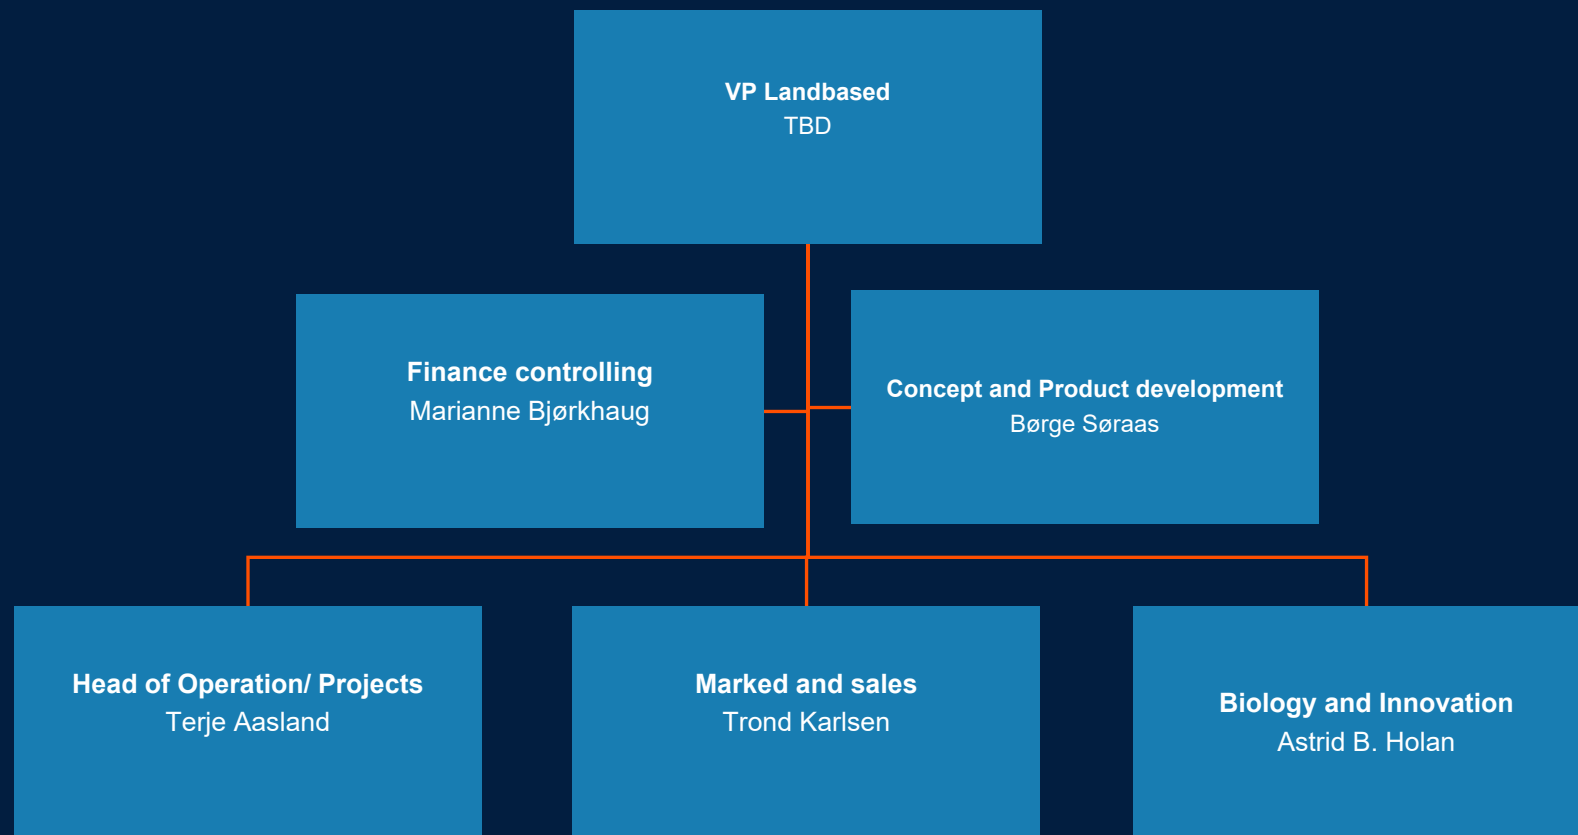 VP Landbased
TBD
Finance controlling
Marianne Bjørkhaug
Concept and Product development
Børge Søraas
Head of Operation/ Projects
Terje Aasland
Marked and sales
Trond Karlsen
Biology and Innovation
Astrid B. Holan